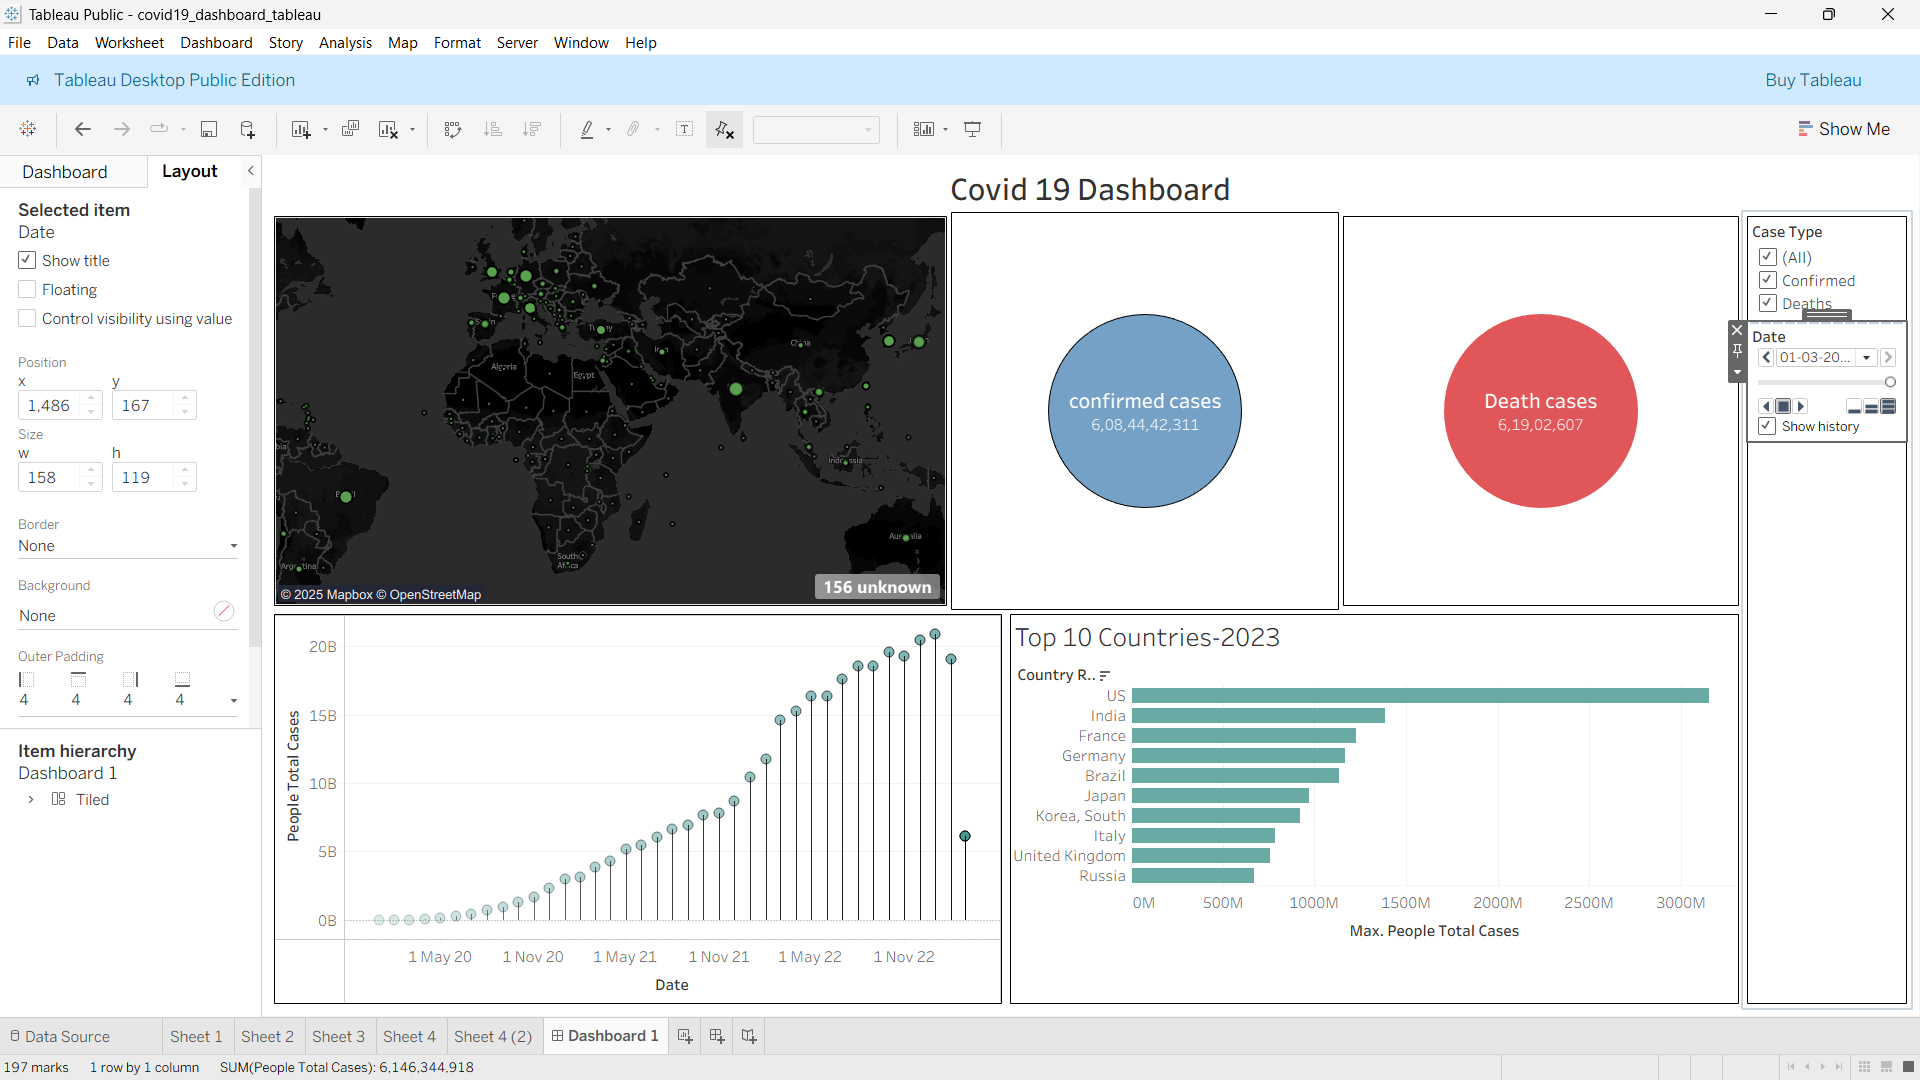 Tableau Public - covid19_dashboard_tableau
File Data Worksheet Dashboard Story Analysis Map Format Server Window Help
Tableau Desktop Public Edition
Buy Tableau
Show Me
Dashboard
Layout
Selected item
Date
Show title
Floating
Control visibility using value
Position
x y
1,486 167
Size
w h
158 119
Border
None
Background
None
Outer Padding
4 4 4 4
Item hierarchy
Dashboard 1
Tiled
Covid 19 Dashboard
Algeria
Egypt
Iran
China
Indonesia
Australia
South
Africa
Argentina
156 unknown
© 2025 Mapbox © OpenStreetMap
confirmed cases
6,08,44,42,311
Death cases
6,19,02,607
Case Type
(All)
Confirmed
Deaths
Date
01-03-20...
Show history
People Total Cases
20B
15B
10B
5B
0B
1 May 20 1 Nov 20 1 May 21 1 Nov 21 1 May 22 1 Nov 22
Date
Top 10 Countries-2023
Country R..
US
India
France
Germany
Brazil
Japan
Korea, South
Italy
United Kingdom
Russia
0M 500M 1000M 1500M 2000M 2500M 3000M
Max. People Total Cases
Data Source Sheet 1 Sheet 2 Sheet 3 Sheet 4 Sheet 4 (2) Dashboard 1
197 marks 1 row by 1 column SUM(People Total Cases): 6,146,344,918